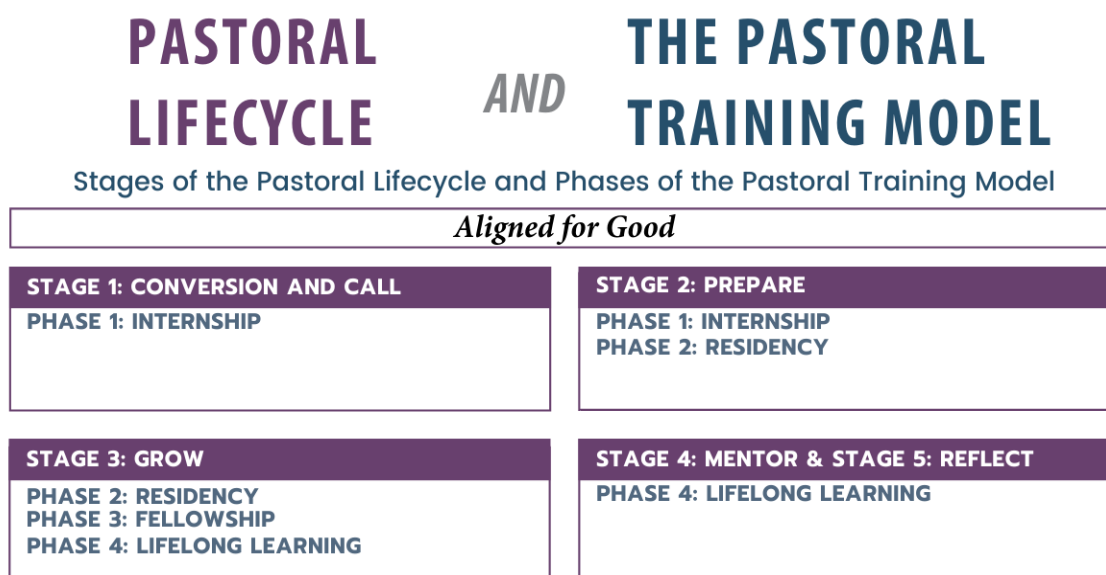 PASTORAL
LIFECYCLE
AND
THE PASTORAL
TRAINING MODEL
Stages of the Pastoral Lifecycle and Phases of the Pastoral Training Model
Aligned for Good
STAGE 1: CONVERSION AND CALL
PHASE 1: INTERNSHIP
STAGE 2: PREPARE
PHASE 1: INTERNSHIP
PHASE 2: RESIDENCY
STAGE 3: GROW
PHASE 2: RESIDENCY
PHASE 3: FELLOWSHIP
PHASE 4: LIFELONG LEARNING
STAGE 4: MENTOR & STAGE 5: REFLECT
PHASE 4: LIFELONG LEARNING